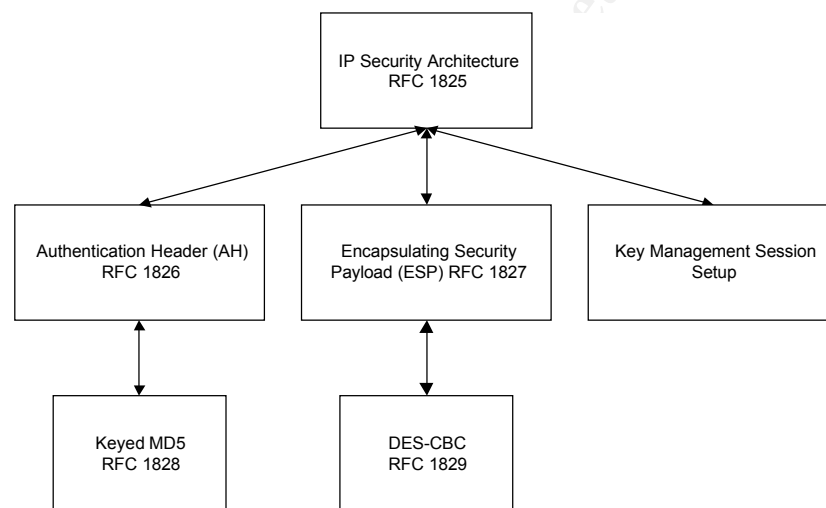 IP Security Architecture
RFC 1825
Authentication Header (AH)
RFC 1826
Encapsulating Security
Payload (ESP) RFC 1827
Key Management Session
Setup
Keyed MD5
RFC 1828
DES-CBC
RFC 1829